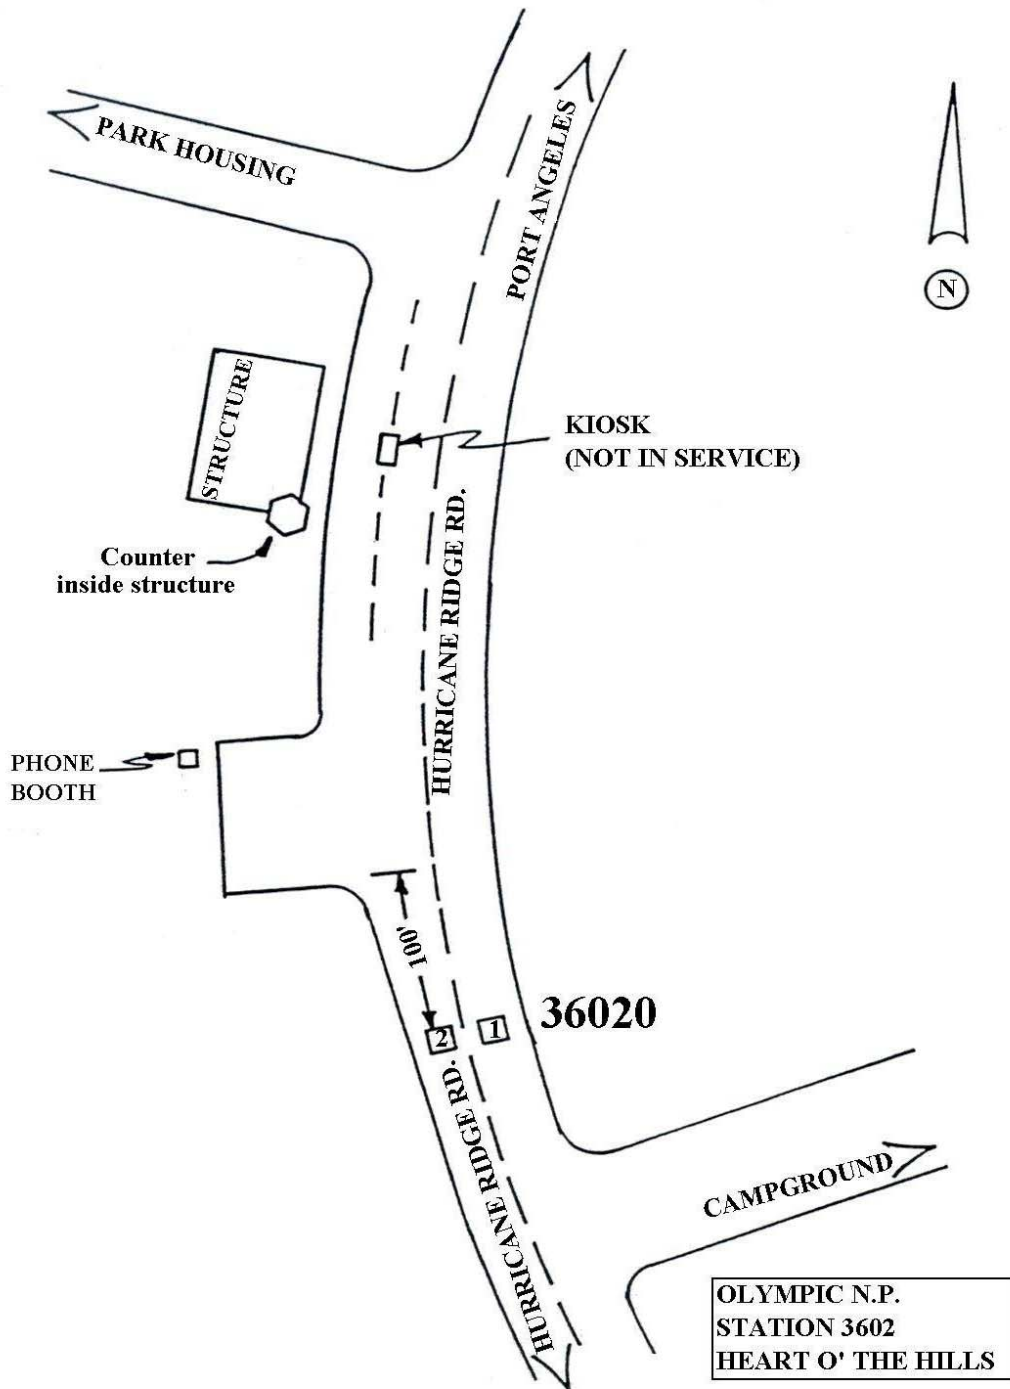 PARK HOUSING
PORT ANGELES
N
STRUCTURE
KIOSK
(NOT IN SERVICE)
HURRICANE RIDGE RD.
Counter
inside structure
PHONE
BOOTH
100'
36020
2
1
HURRICANE RIDGE RD.
CAMPGROUND
OLYMPIC N.P.
STATION 3602
HEART O' THE HILLS